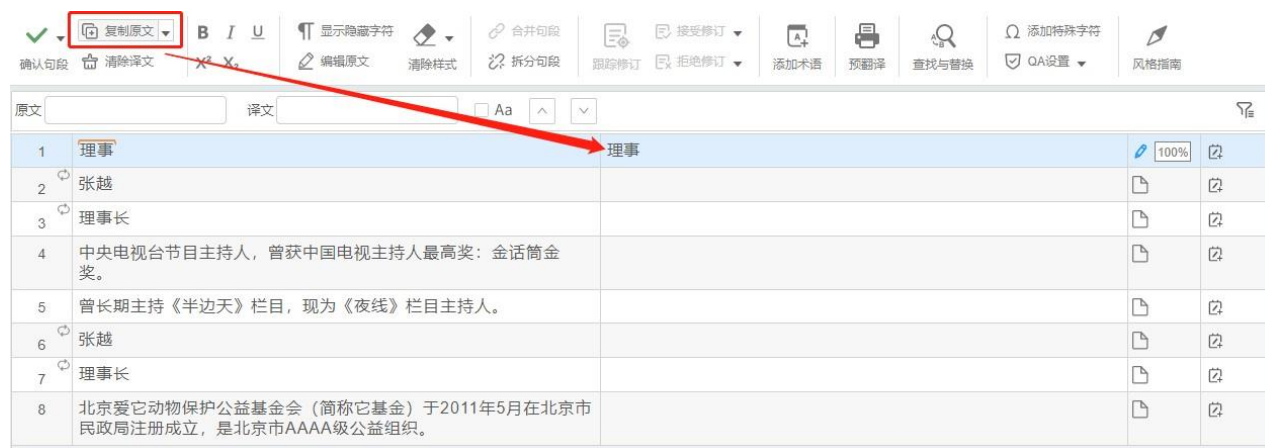 复制原文 B I U 显示隐藏字符 合并句段 接受修订 Ω 添加特殊字符
确认句段 清除译文 X² X₂ 编辑原文 清除样式 拆分句段 跟踪修订 拒绝修订 添加术语 预翻译 查找与替换 QA设置 风格指南
原文 译文 Aa
1 理事 理事 100%
2 张越
3 理事长
4 中央电视台节目主持人，曾获中国电视主持人最高奖：金话筒金
奖。
5 曾长期主持《半边天》栏目，现为《夜线》栏目主持人。
6 张越
7 理事长
8 北京爱它动物保护公益基金会（简称它基金）于2011年5月在北京市
民政局注册成立，是北京市AAAA级公益组织。